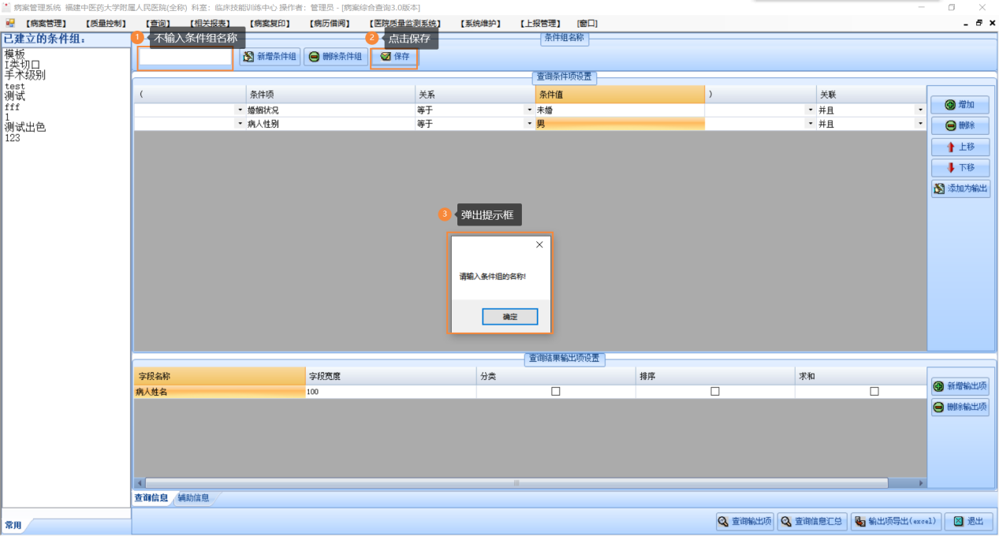 病案管理系统 福建中医药大学附属人民医院(全称) 科室: 临床技能训练中心 操作者: 管理员 - [病案综合查询3.0版本]
【病案管理】 【质量控制】 【查询】 【相关报表】 【病案复印】 【病历借阅】 【医院质量监测系统】 【系统维护】 【上报管理】 [窗口]
已建立的条件组:
模板
I类切口
手术级别
test
测试
fff
1
测试出色
123
常用
1 不输入条件组名称
2 点击保存
条件组名称
新增条件组 删除条件组 保存
查询条件项设置
( 条件项 关系 条件值 ) 关联
婚姻状况 等于 未婚 并且
病人性别 等于 男 并且
增加
删除
上移
下移
添加为输出
3 弹出提示框
请输入条件组的名称!
确定
查询结果输出项设置
字段名称 字段宽度 分类 排序 求和
病人姓名 100
新增输出项
删除输出项
查询信息 辅助信息
查询输出项 查询信息汇总 输出项导出(excel) 退出